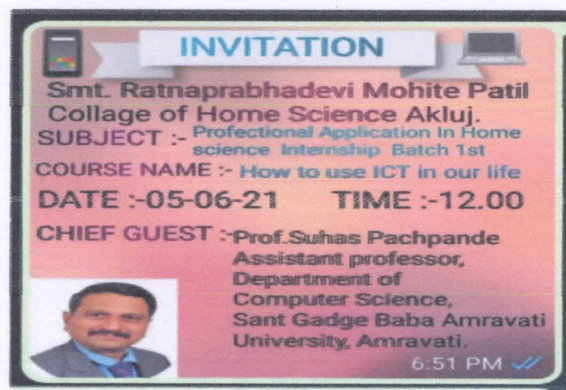 INVITATION
Smt. Ratnaprabhadevi Mohite Patil
Collage of Home Science Akluj.
SUBJECT :- Profectional Application In Home
science Internship Batch 1st
COURSE NAME :- How to use ICT in our life
DATE :-05-06-21 TIME :-12.00
CHIEF GUEST :-Prof.Suhas Pachpande
Assistant professor,
Department of
Computer Science,
Sant Gadge Baba Amravati
University, Amravati.
6:51 PM